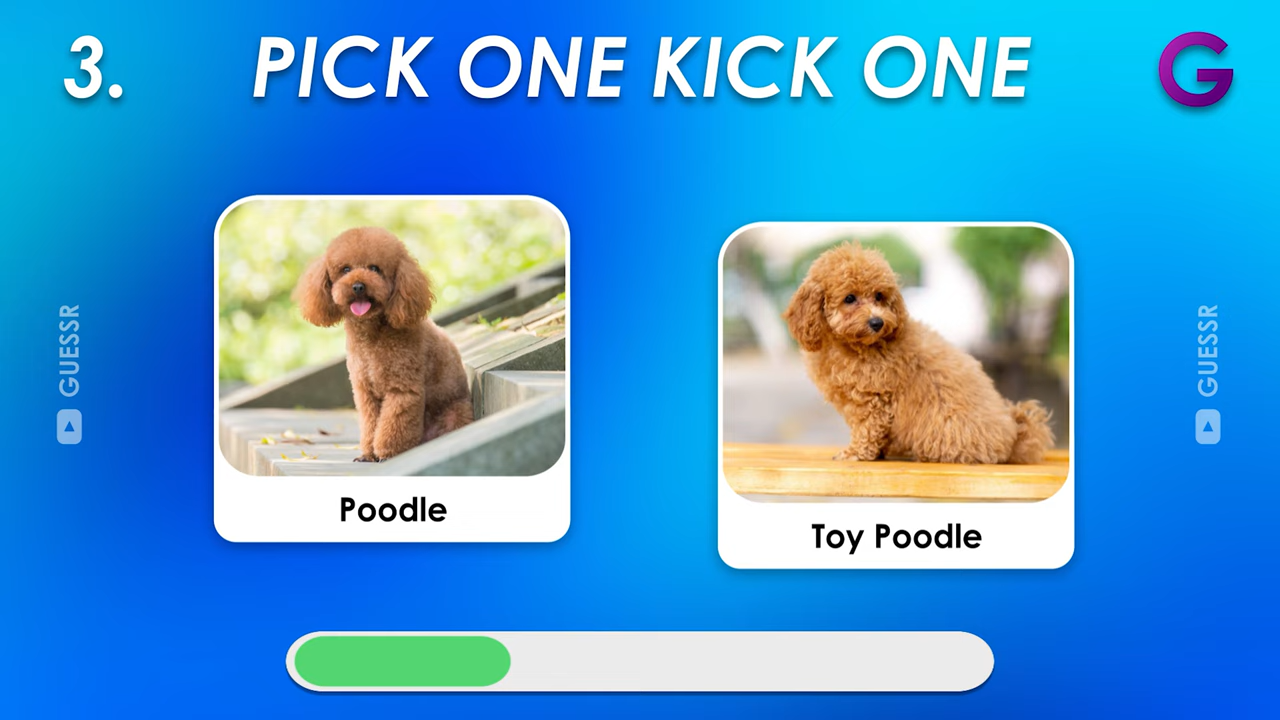 3.
PICK ONE KICK ONE
G
GUESSR
GUESSR
Poodle
Toy Poodle